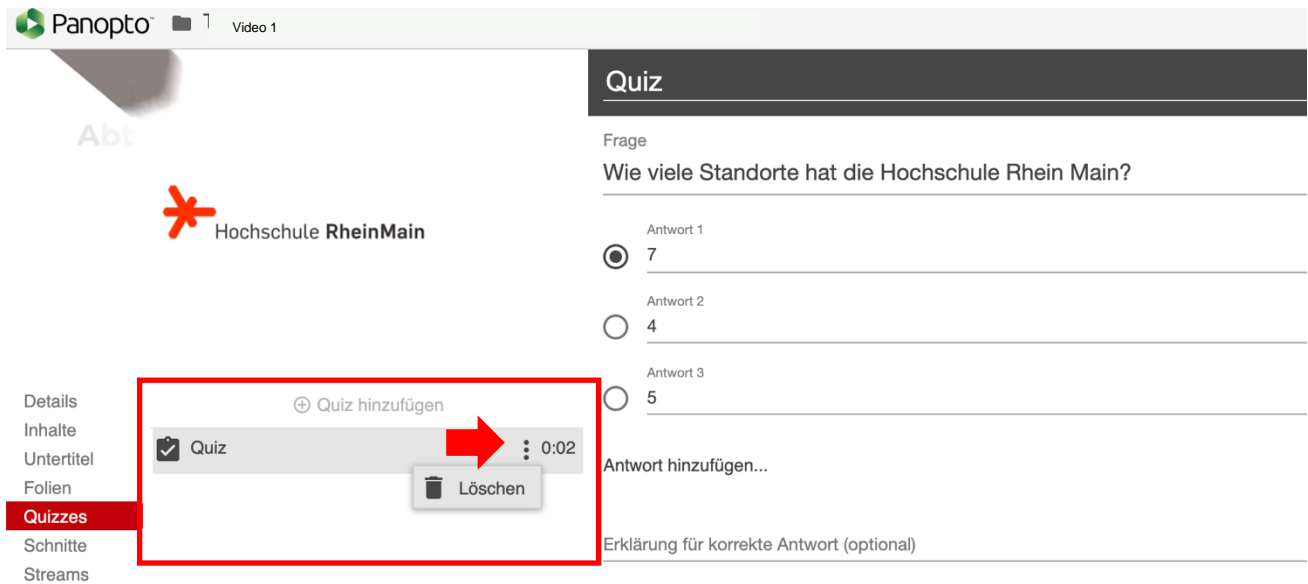 Panopto Video 1
Abt
Hochschule RheinMain
Details
Inhalte
Untertitel
Folien
Quizzes
Schnitte
Streams
Quiz hinzufügen
Quiz 0:02
Löschen
Quiz
Frage
Wie viele Standorte hat die Hochschule Rhein Main?
Antwort 1
7
Antwort 2
4
Antwort 3
5
Antwort hinzufügen...
Erklärung für korrekte Antwort (optional)